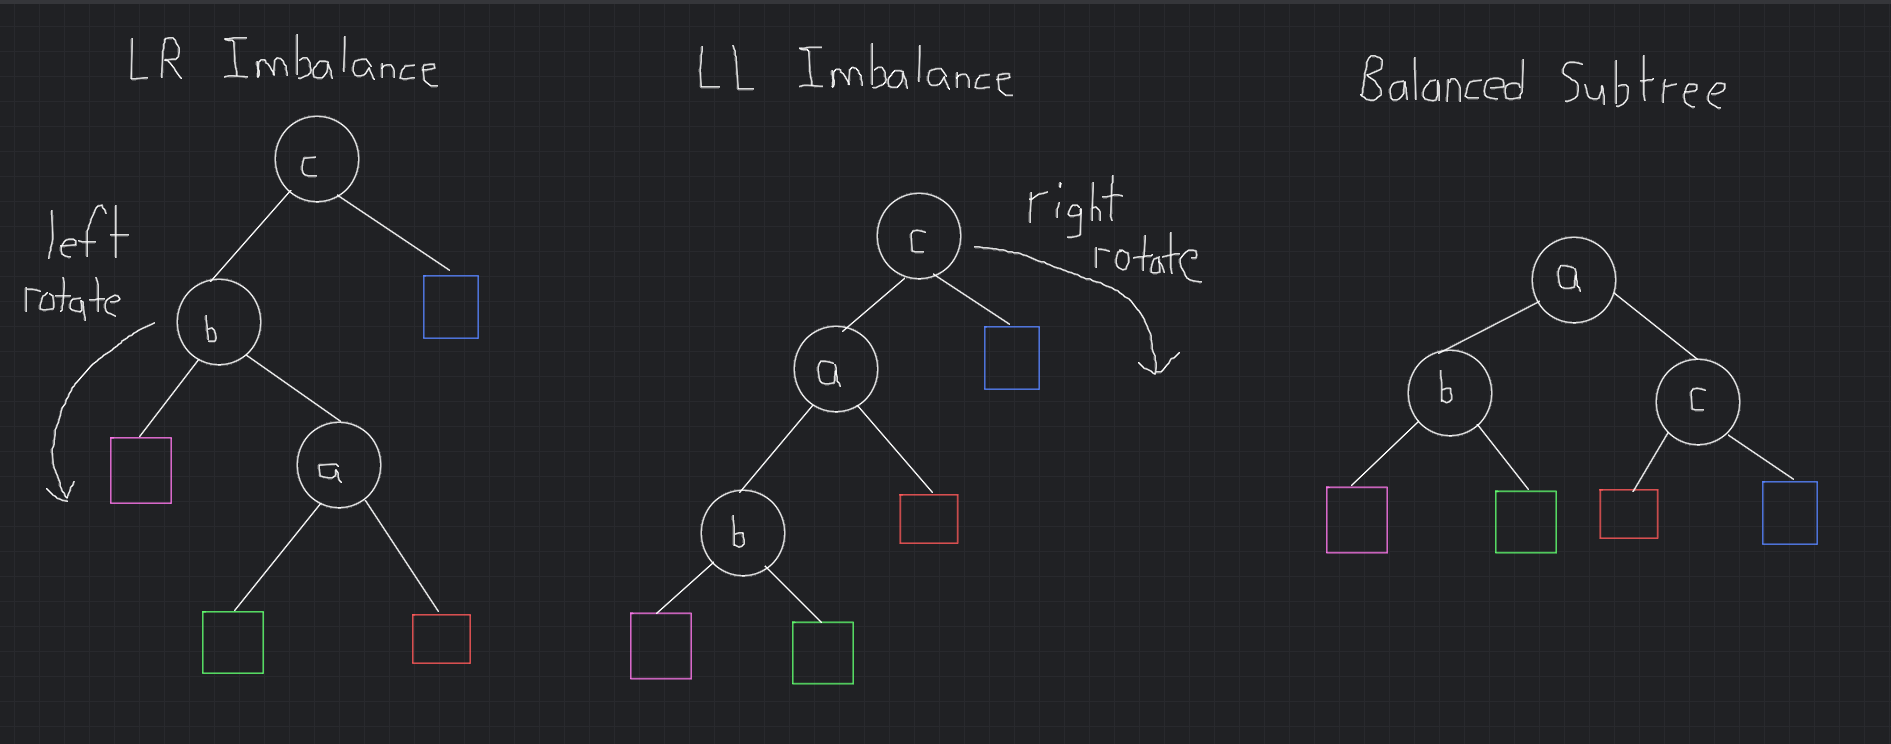 LR Imbalance
c
left
rotate
b
a
LL Imbalance
c
right
rotate
a
b
Balanced Subtree
a
b
c